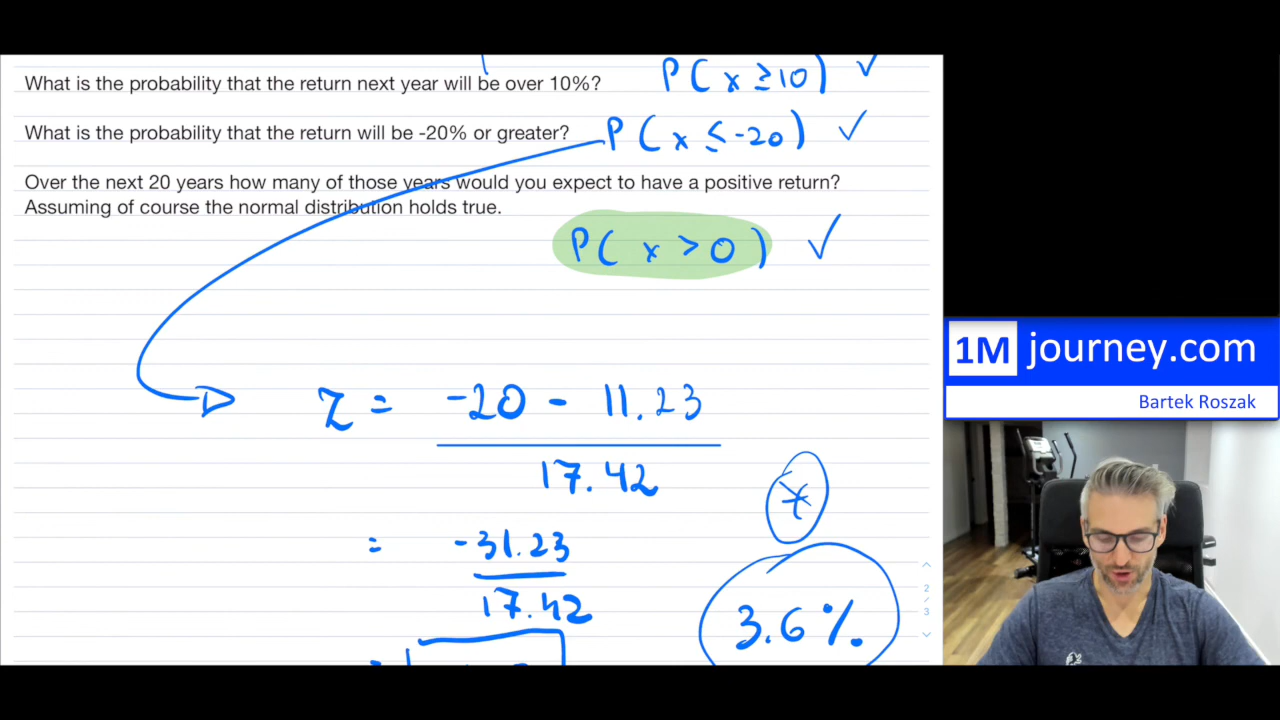 What is the probability that the return next year will be over 10%? P( x ≥ 10 ) ✓
What is the probability that the return will be -20% or greater? P( x ≤ -20 ) ✓
Over the next 20 years how many of those years would you expect to have a positive return?
Assuming of course the normal distribution holds true.
P( x > 0 ) ✓
z = -20 - 11.23
17.42
= -31.23
17.42
=
3.6%
2
/
3
1M journey.com
Bartek Roszak